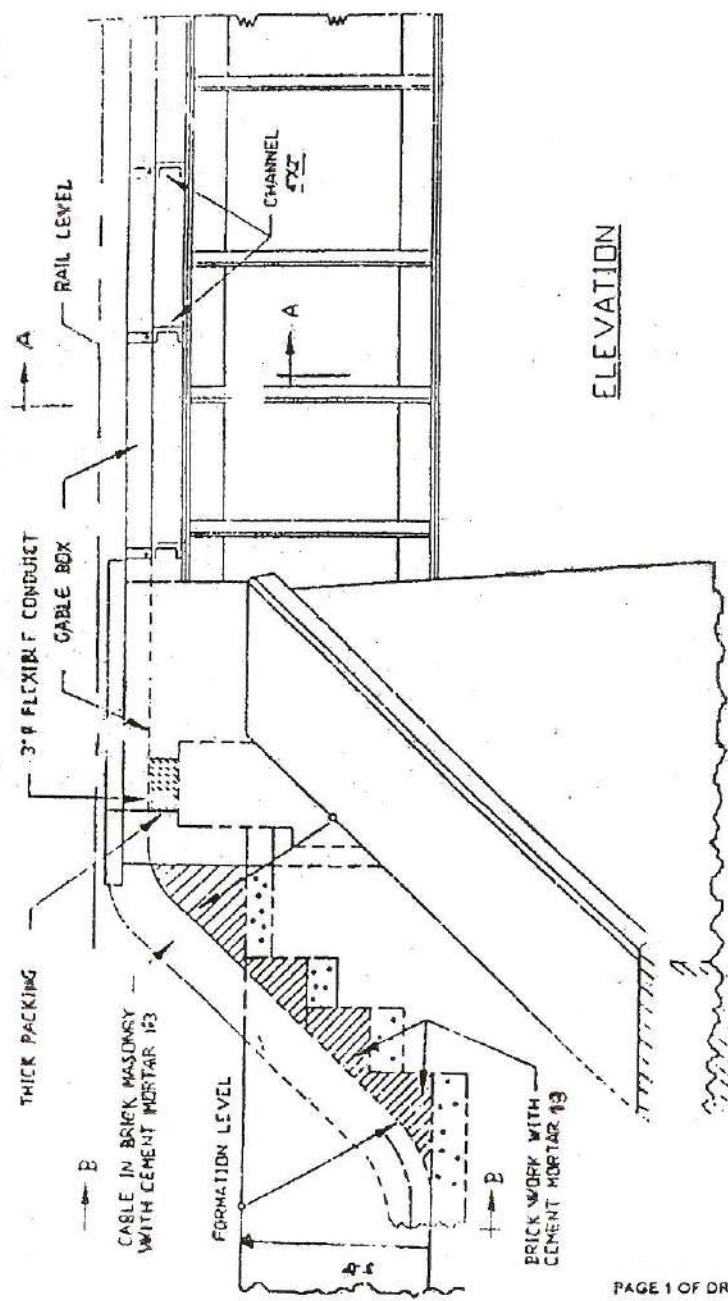 THICK PACKING
3"Ø FLEXIBLE CONDUIET
CABLE BOX
RAIL LEVEL
A
B
CABLE IN BRICK MASONRY
WITH CEMENT MORTAR 1:3
FORMATION LEVEL
CHANNEL
A
B
BRICK WORK WITH
CEMENT MORTAR 1:3
ELEVATION
PAGE 1 OF DR